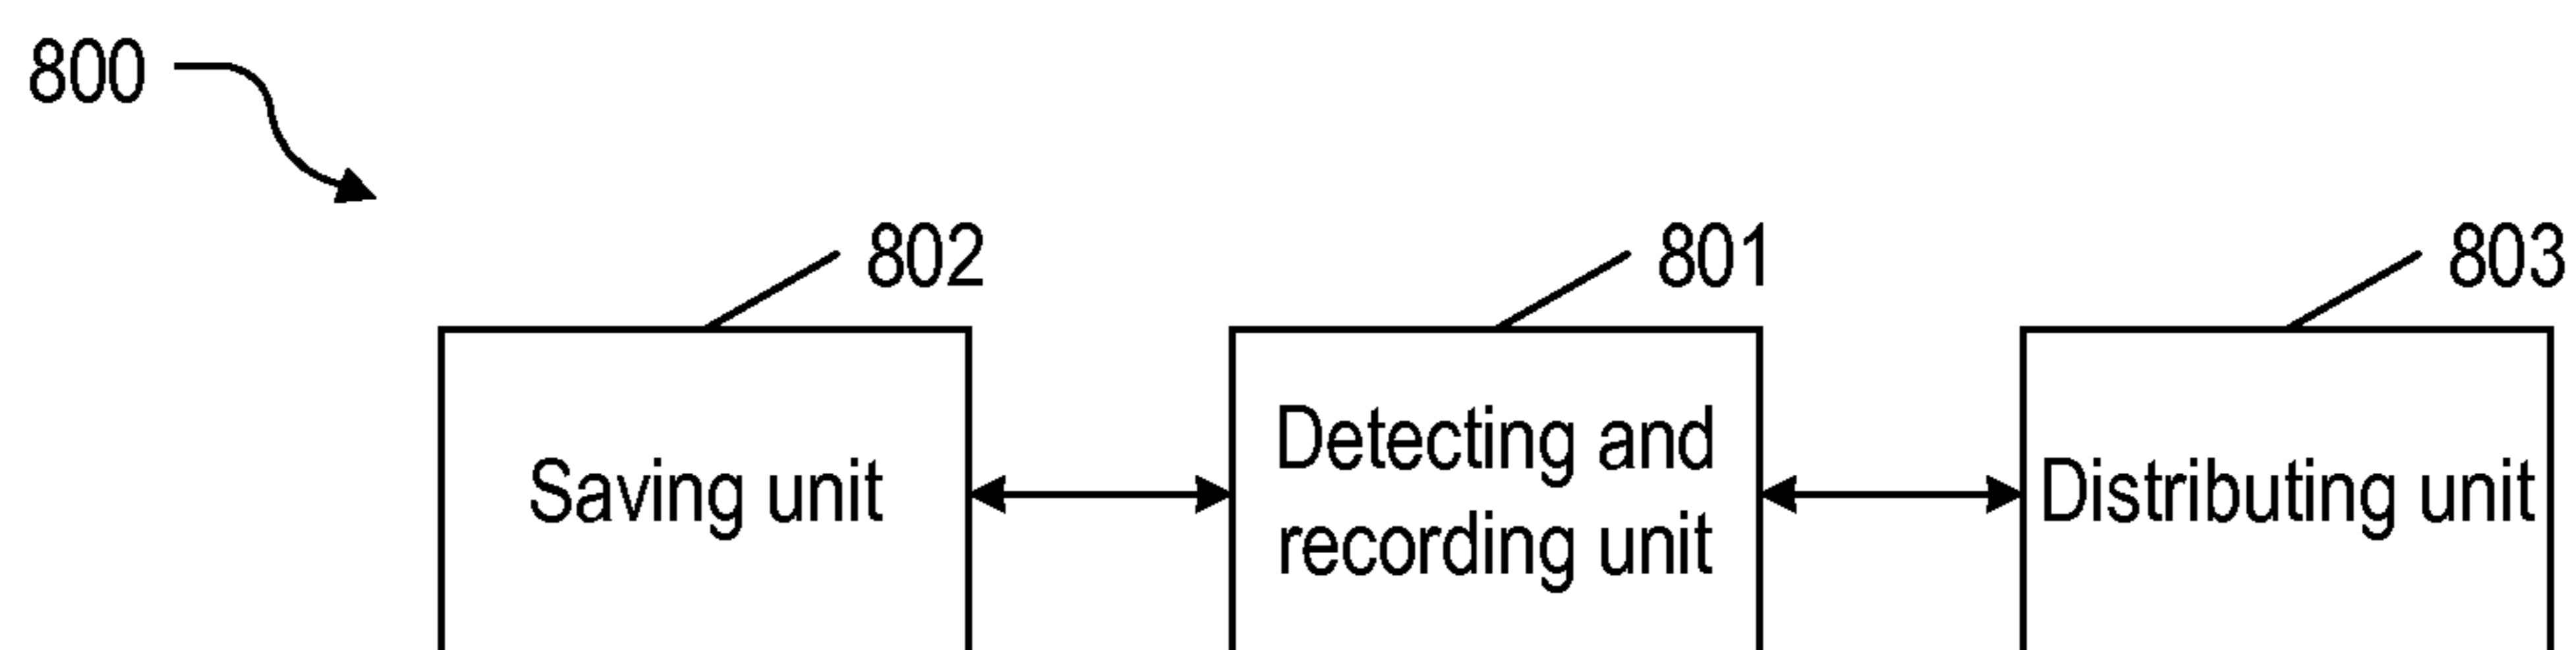 800
802
801
803
Saving unit
Detecting and
recording unit
Distributing unit